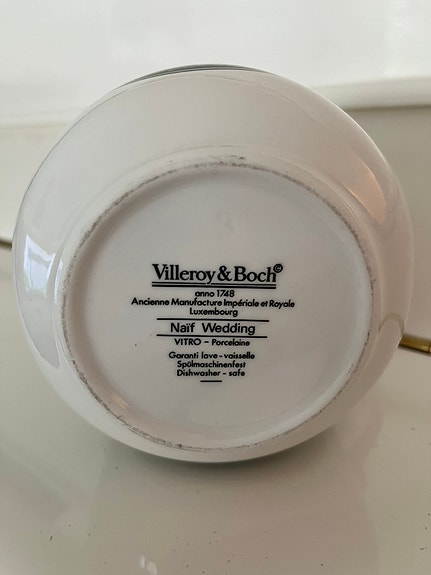 Villeroy & Boch©
anno 1748
Ancienne Manufacture Impériale et Royale
Luxembourg
Naïf Wedding
VITRO - Porcelaine
Garanti lave - vaisselle
Spülmaschinenfest
Dishwasher - safe